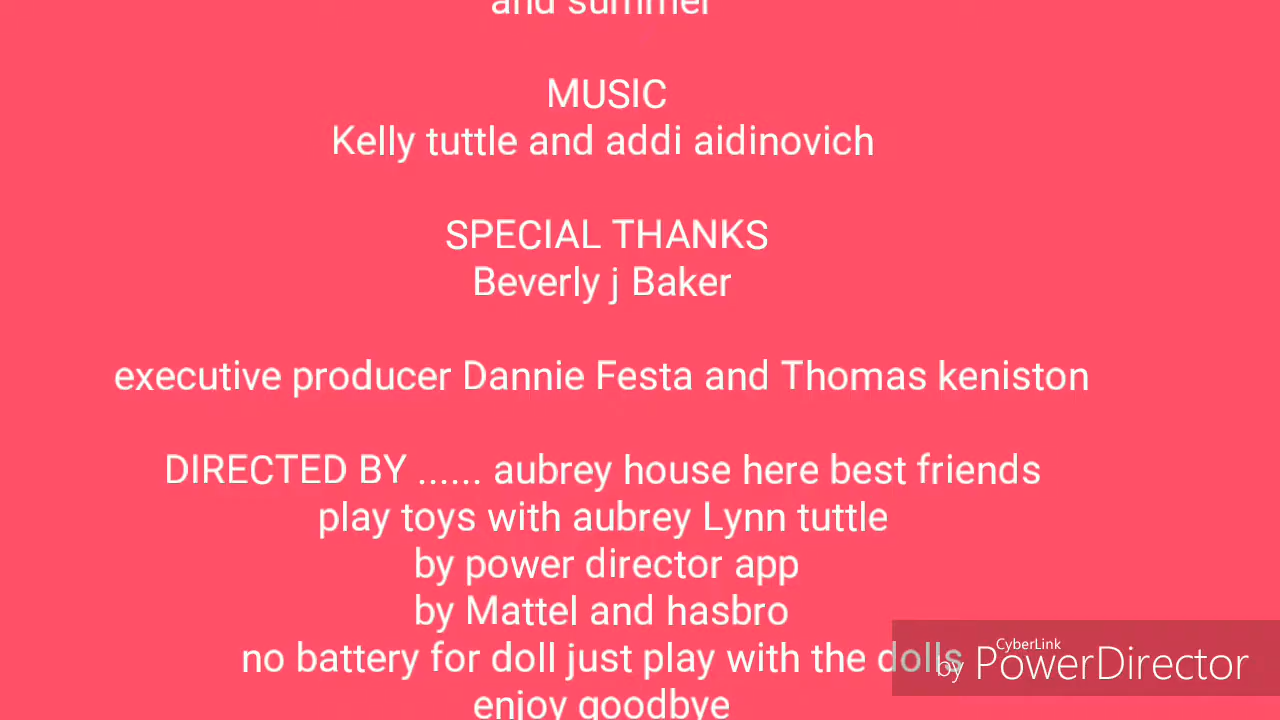 and summer
MUSIC
Kelly tuttle and addi aidinovich
SPECIAL THANKS
Beverly j Baker
executive producer Dannie Festa and Thomas keniston
DIRECTED BY ...... aubrey house here best friends
play toys with aubrey Lynn tuttle
by power director app
by Mattel and hasbro
no battery for doll just play with the dolls
enjoy goodbye
CyberLink
by PowerDirector